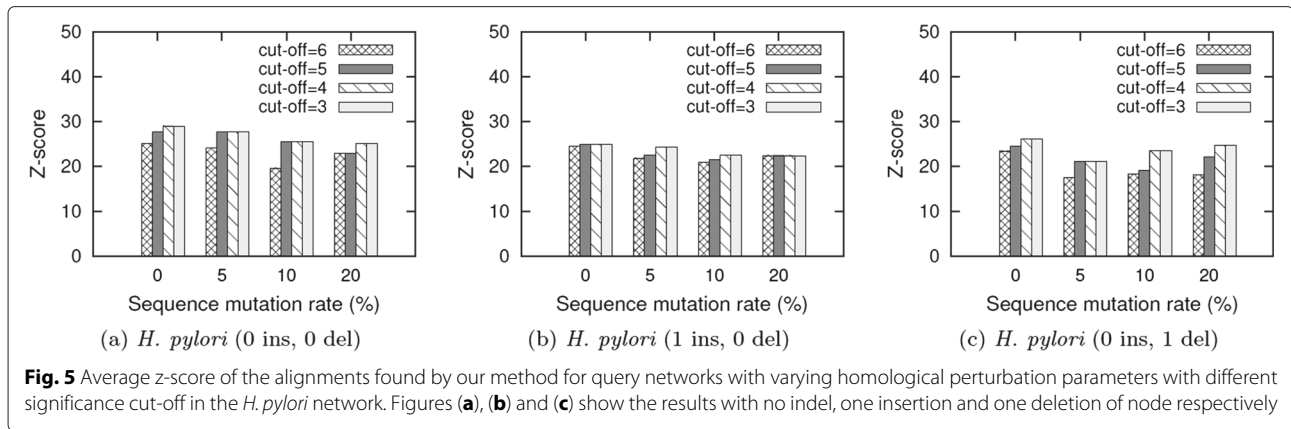 50
40
30
20
10
0
Z-score
cut-off=6
cut-off=5
cut-off=4
cut-off=3
0 5 10 20
Sequence mutation rate (%)
(a) H. pylori (0 ins, 0 del)
50
40
30
20
10
0
Z-score
cut-off=6
cut-off=5
cut-off=4
cut-off=3
0 5 10 20
Sequence mutation rate (%)
(b) H. pylori (1 ins, 0 del)
50
40
30
20
10
0
Z-score
cut-off=6
cut-off=5
cut-off=4
cut-off=3
0 5 10 20
Sequence mutation rate (%)
(c) H. pylori (0 ins, 1 del)
Fig. 5 Average z-score of the alignments found by our method for query networks with varying homological perturbation parameters with different
significance cut-off in the H. pylori network. Figures (a), (b) and (c) show the results with no indel, one insertion and one deletion of node respectively